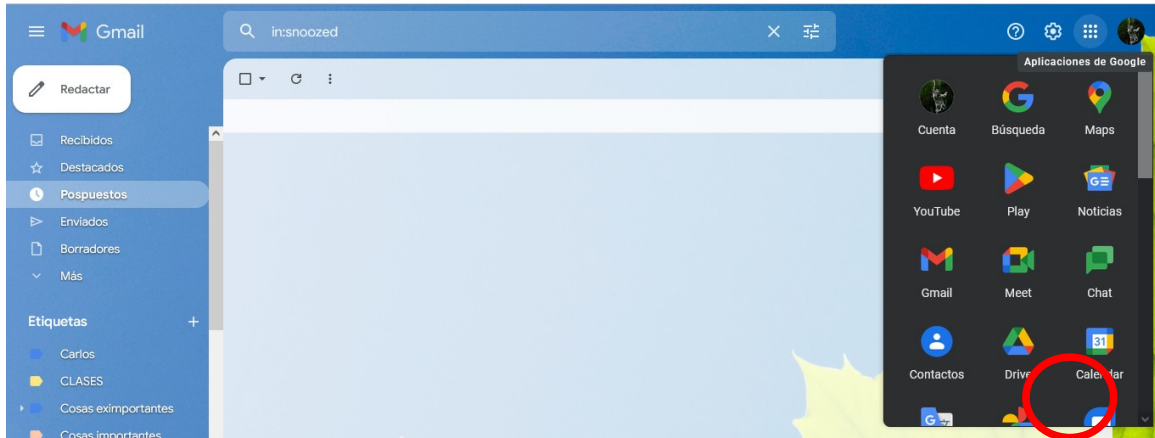 Gmail
in:snoozed
Aplicaciones de Google
Redactar
Recibidos
Destacados
Pospuestos
Enviados
Borradores
Más
Etiquetas
Carlos
CLASES
Cosas eximportantes
Cosas importantes
Cuenta Búsqueda Maps
YouTube Play Noticias
Gmail Meet Chat
31
Contactos Drive Calendar